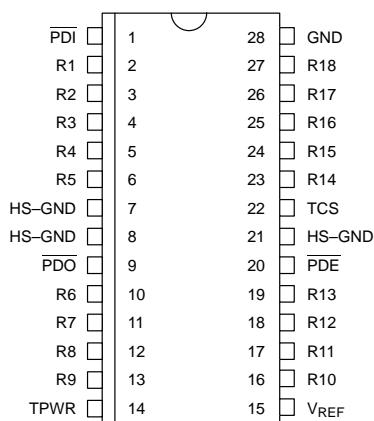 PDI 1 28 GND
R1 2 27 R18
R2 3 26 R17
R3 4 25 R16
R4 5 24 R15
R5 6 23 R14
HS–GND 7 22 TCS
HS–GND 8 21 HS–GND
PDO 9 20 PDE
R6 10 19 R13
R7 11 18 R12
R8 12 17 R11
R9 13 16 R10
TPWR 14 15 VREF